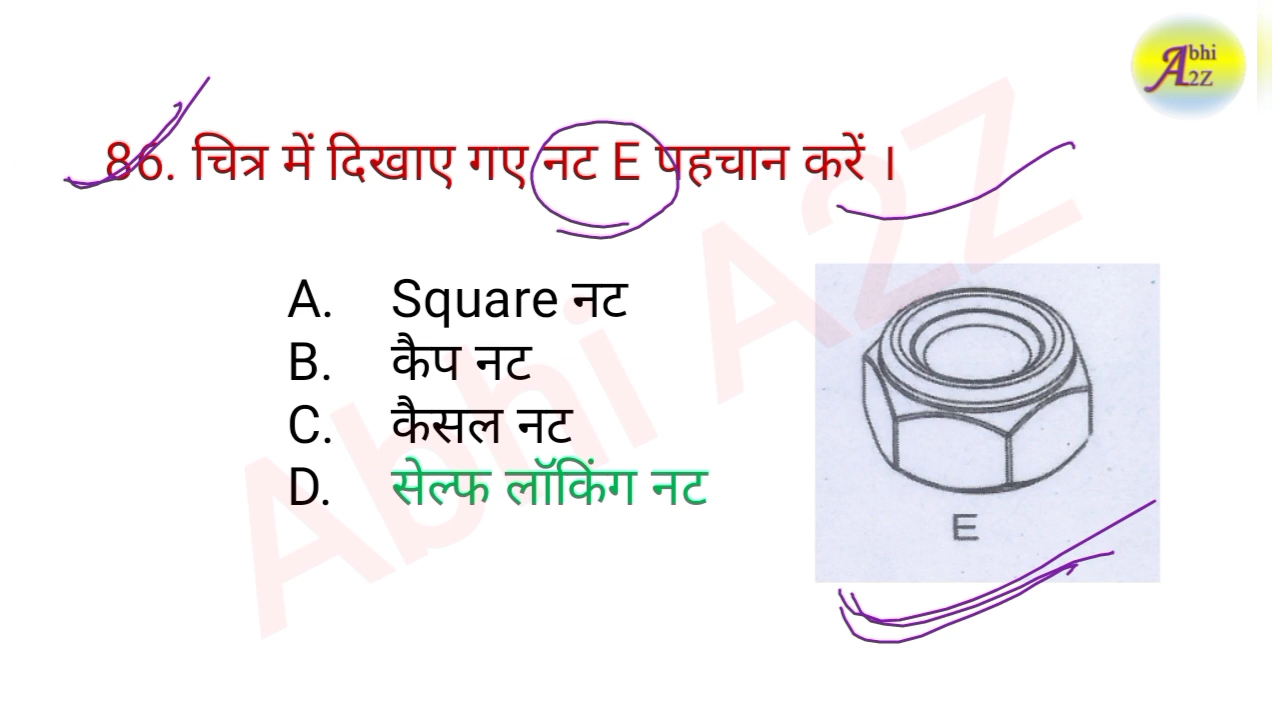 Abhi
A2Z
86. चित्र में दिखाए गए नट E पहचान करें ।
A. Square नट
B. कैप नट
C. कैसल नट
D. सेल्फ लॉकिंग नट
E
Abhi A2Z